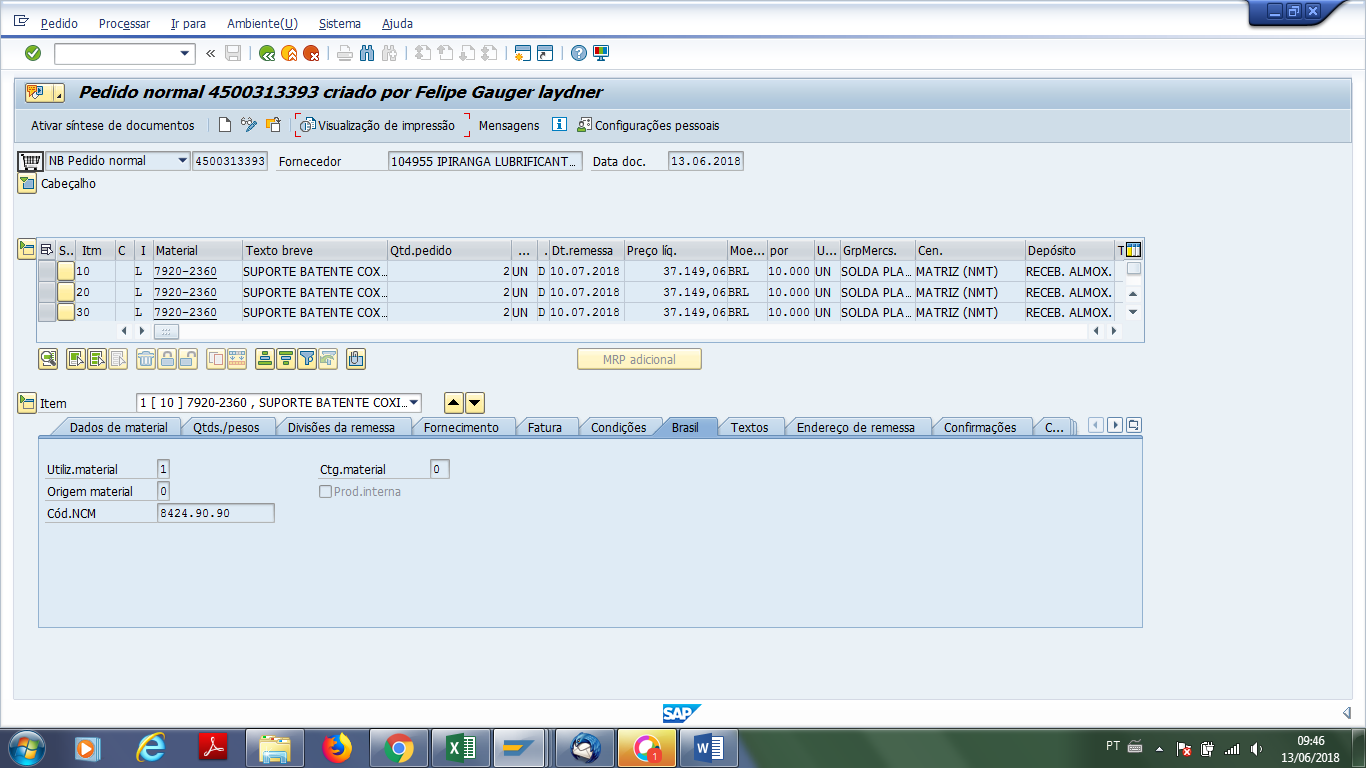 Pedido Processar Ir para Ambiente(U) Sistema Ajuda
Pedido normal 4500313393 criado por Felipe Gauger laydner
Ativar síntese de documentos Visualização de impressão Mensagens Configurações pessoais
NB Pedido normal 4500313393 Fornecedor 104955 IPIRANGA LUBRIFICANT... Data doc. 13.06.2018
Cabeçalho
S.. Itm C I Material Texto breve Qtd.pedido ... . Dt.remessa Preço líq. Moe... por U... GrpMercs. Cen. Depósito T
10 L 7920-2360 SUPORTE BATENTE COX... 2 UN D 10.07.2018 37.149,06 BRL 10.000 UN SOLDA PLA... MATRIZ (NMT) RECEB. ALMOX.
20 L 7920-2360 SUPORTE BATENTE COX... 2 UN D 10.07.2018 37.149,06 BRL 10.000 UN SOLDA PLA... MATRIZ (NMT) RECEB. ALMOX.
30 L 7920-2360 SUPORTE BATENTE COX... 2 UN D 10.07.2018 37.149,06 BRL 10.000 UN SOLDA PLA... MATRIZ (NMT) RECEB. ALMOX.
MRP adicional
Item 1 [ 10 ] 7920-2360 , SUPORTE BATENTE COXI...
Dados de material Qtds./pesos Divisões da remessa Fornecimento Fatura Condições Brasil Textos Endereço de remessa Confirmações C...
Utiliz.material 1 Ctg.material 0
Origem material 0 Prod.interna
Cód.NCM 8424.90.90
SAP
PT 09:46
13/06/2018